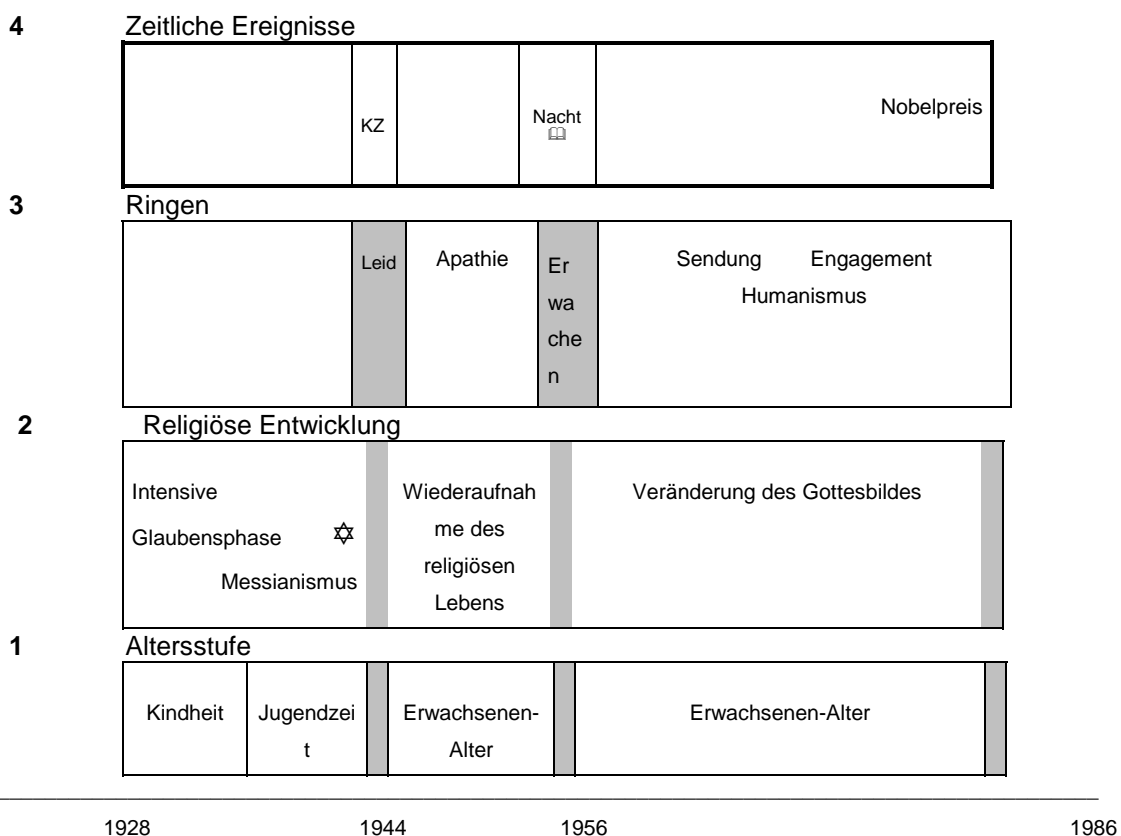 4 Zeitliche Ereignisse
KZ
Nacht
🕮
Nobelpreis
3 Ringen
Leid
Apathie
Er
wa
che
n
Sendung Engagement
Humanismus
2 Religiöse Entwicklung
Intensive
Glaubensphase ✡
Messianismus
Wiederaufnah
me des
religiösen
Lebens
Veränderung des Gottesbildes
1 Altersstufe
Kindheit
Jugendzei
t
Erwachsenen-
Alter
Erwachsenen-Alter
1928 1944 1956 1986